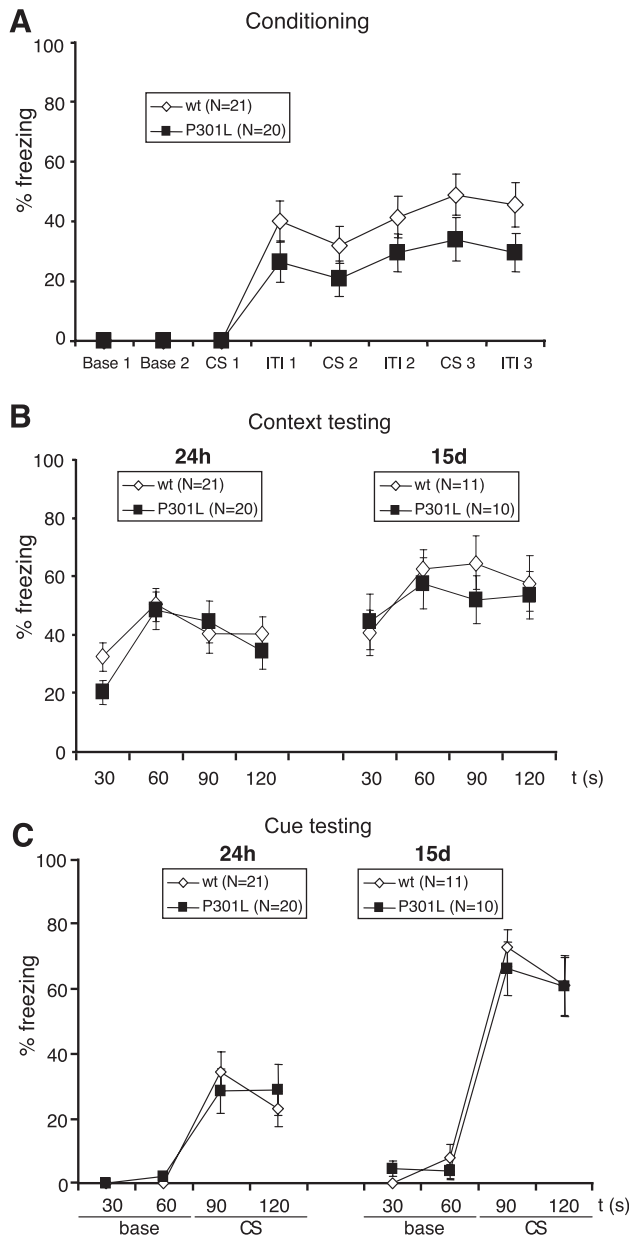 A
Conditioning
100
80
60
40
20
0
% freezing
wt (N=21)
P301L (N=20)
Base 1 Base 2 CS 1 ITI 1 CS 2 ITI 2 CS 3 ITI 3
B
Context testing
24h 15d
100
80
60
40
20
0
% freezing
wt (N=21)
P301L (N=20)
wt (N=11)
P301L (N=10)
30 60 90 120 30 60 90 120 t (s)
C
Cue testing
24h 15d
100
80
60
40
20
0
% freezing
wt (N=21)
P301L (N=20)
wt (N=11)
P301L (N=10)
30 60 90 120 30 60 90 120 t (s)
base CS base CS